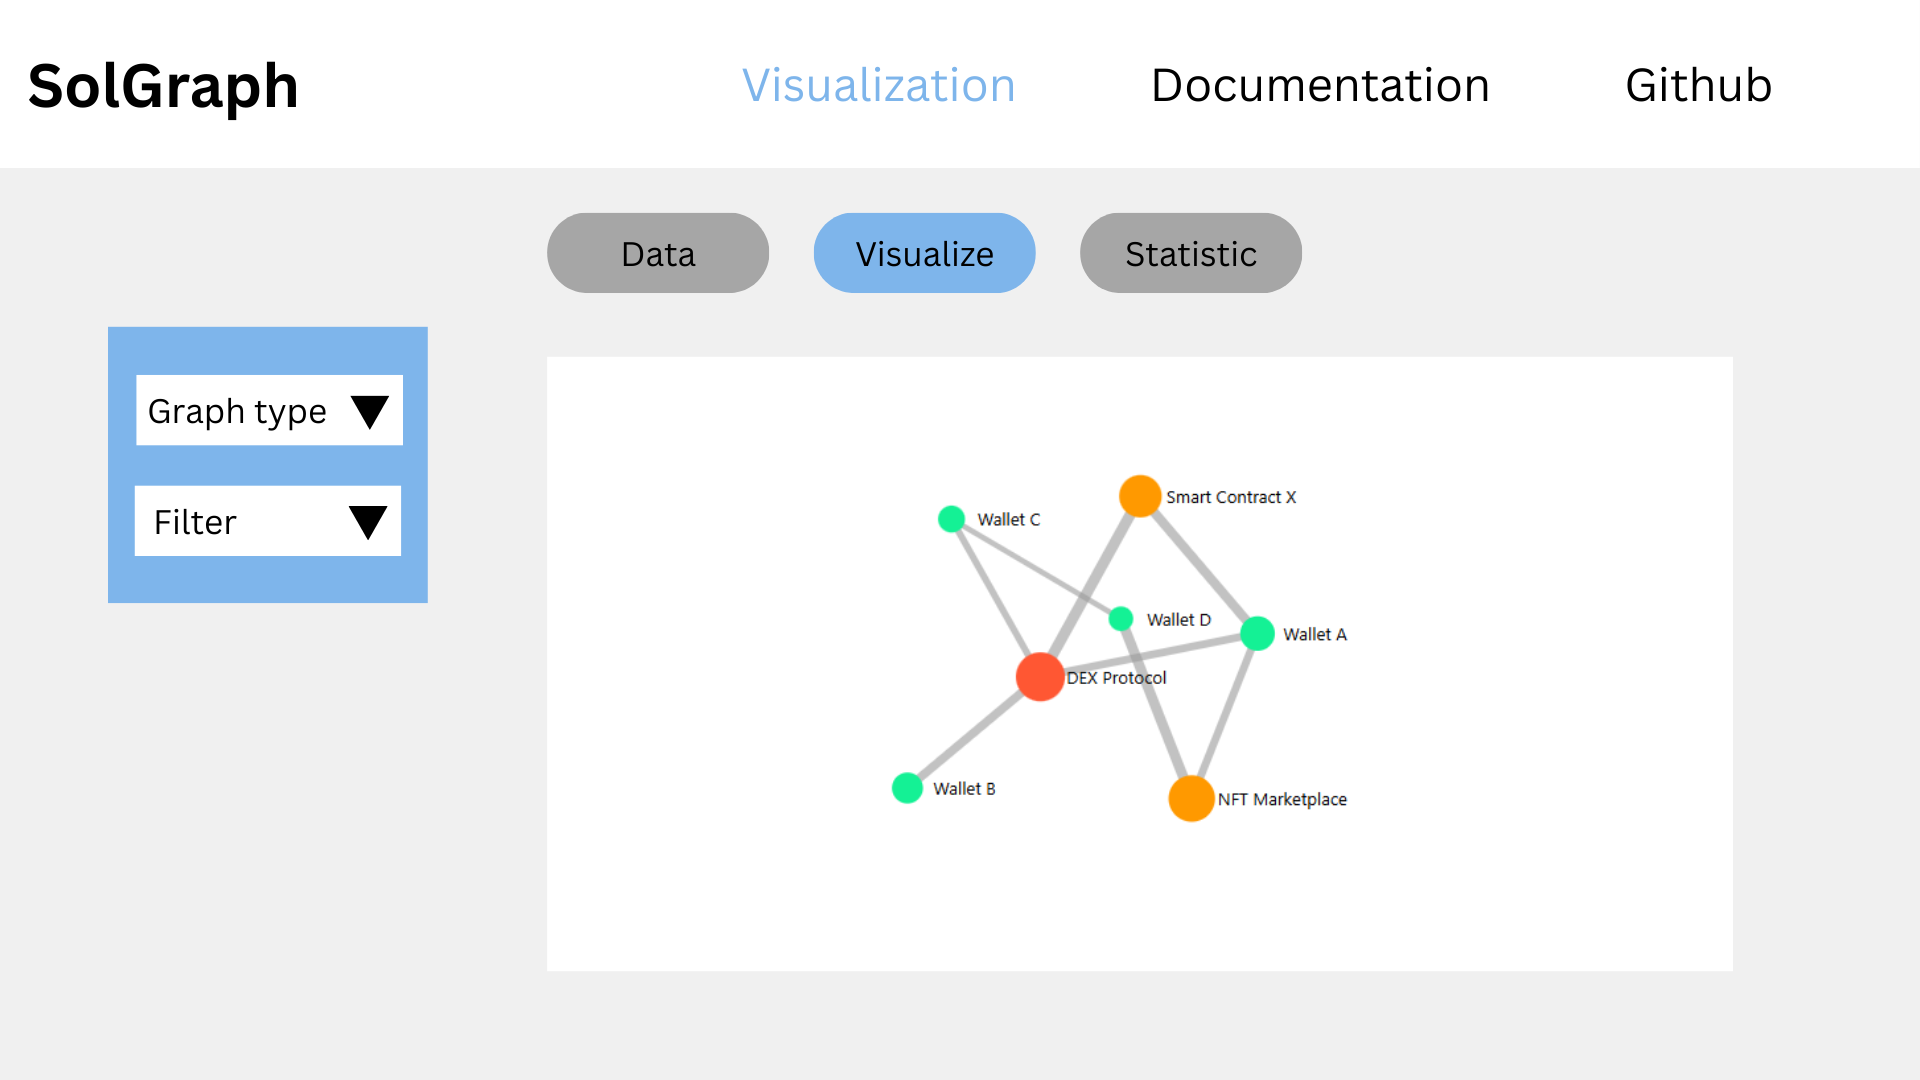 SolGraph
Visualization
Documentation
Github
Data
Visualize
Statistic
Graph type
Filter
Smart Contract X
Wallet C
Wallet D
Wallet A
DEX Protocol
Wallet B
NFT Marketplace